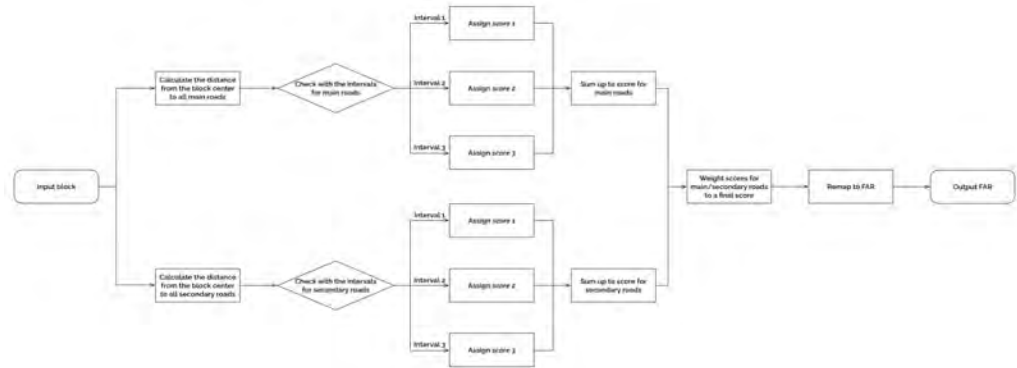 Input block
Calculate the distance
from the block center
to all main roads
Check with the intervals
for main roads
Interval 1
Assign score 1
Interval 2
Assign score 2
Interval 3
Assign score 3
Sum up to score for
main roads
Calculate the distance
from the block center
to all secondary roads
Check with the intervals
for secondary roads
Interval 1
Assign score 1
Interval 2
Assign score 2
Interval 3
Assign score 3
Sum up to score for
secondary roads
Weight scores for
main/secondary roads
to a final score
Remap to FAR
Output FAR